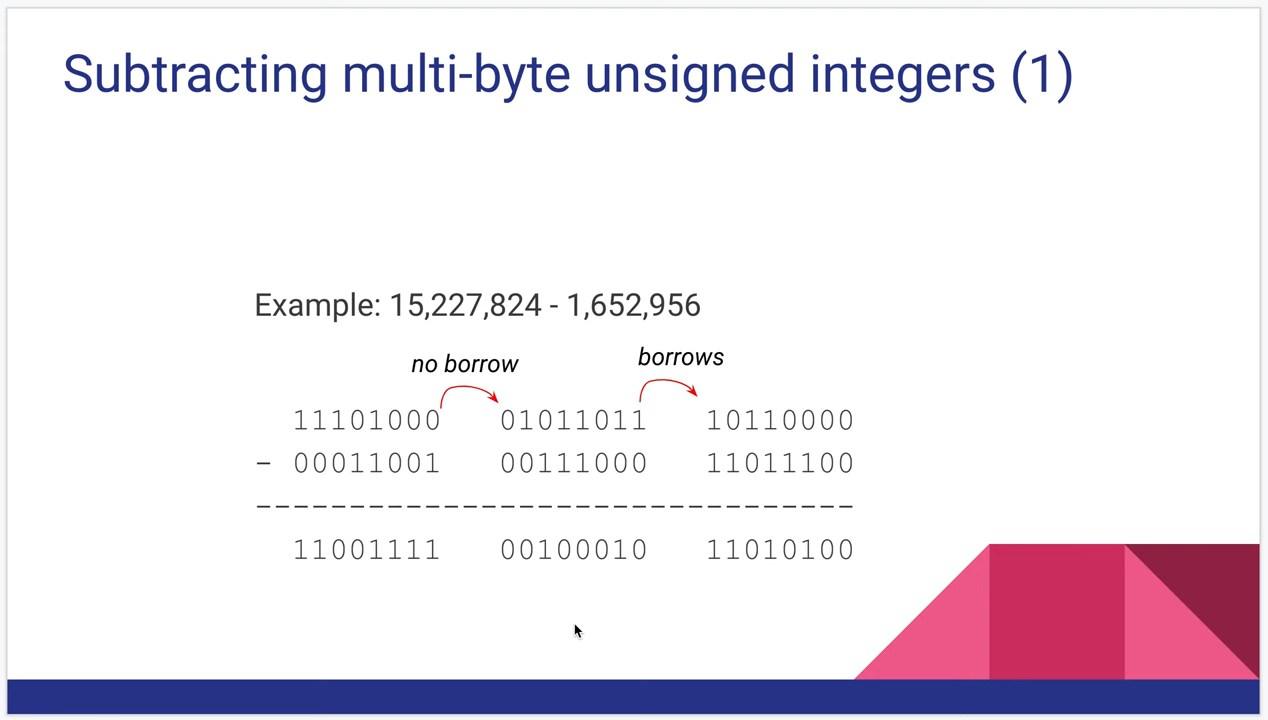 Subtracting multi-byte unsigned integers (1)
Example: 15,227,824 - 1,652,956
no borrow borrows
11101000 01011011 10110000
- 00011001 00111000 11011100
--------------------------------
11001111 00100010 11010100